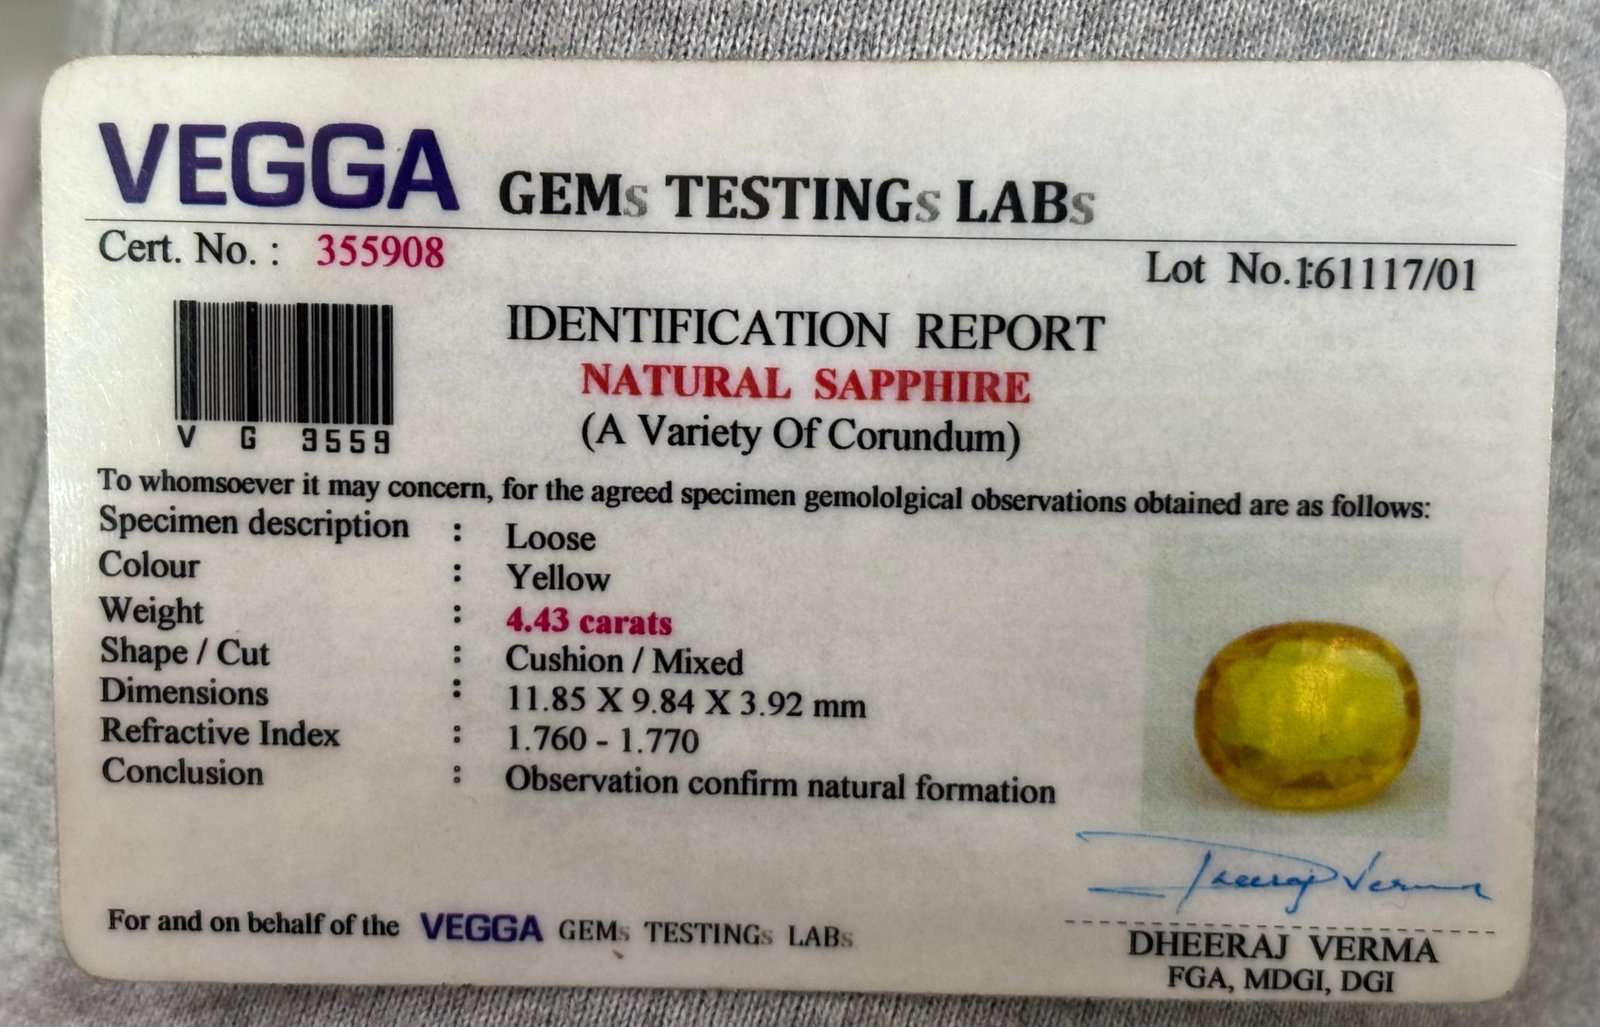 VEGGA GEMs TESTINGs LABs
Cert. No. : 355908
Lot No.:161117/01
V G 3559
IDENTIFICATION REPORT
NATURAL SAPPHIRE
(A Variety Of Corundum)
To whomsoever it may concern, for the agreed specimen gemololgical observations obtained are as follows:
Specimen description : Loose
Colour : Yellow
Weight : 4.43 carats
Shape / Cut : Cushion / Mixed
Dimensions : 11.85 X 9.84 X 3.92 mm
Refractive Index : 1.760 - 1.770
Conclusion : Observation confirm natural formation
Dheeraj Verma
For and on behalf of the VEGGA GEMs TESTINGs LABs
DHEERAJ VERMA
FGA, MDGI, DGI